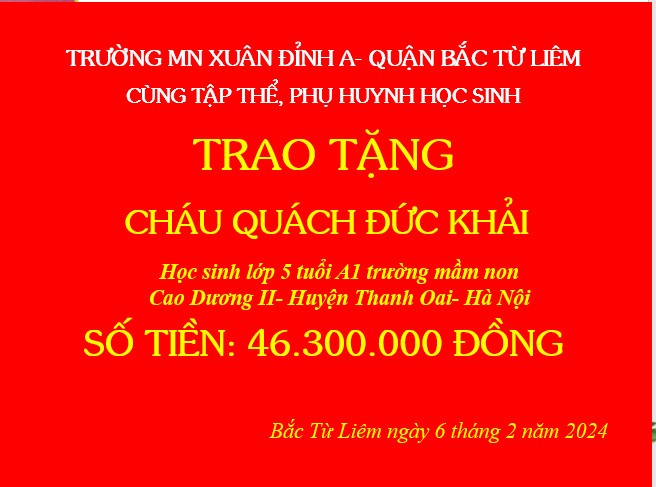 TRƯỜNG MN XUÂN ĐỈNH A- QUẬN BẮC TỪ LIÊM
CÙNG TẬP THỂ, PHỤ HUYNH HỌC SINH
TRAO TẶNG
CHÁU QUÁCH ĐỨC KHẢI
Học sinh lớp 5 tuổi A1 trường mầm non
Cao Dương II- Huyện Thanh Oai- Hà Nội
SỐ TIỀN: 46.300.000 ĐỒNG
Bắc Từ Liêm ngày 6 tháng 2 năm 2024